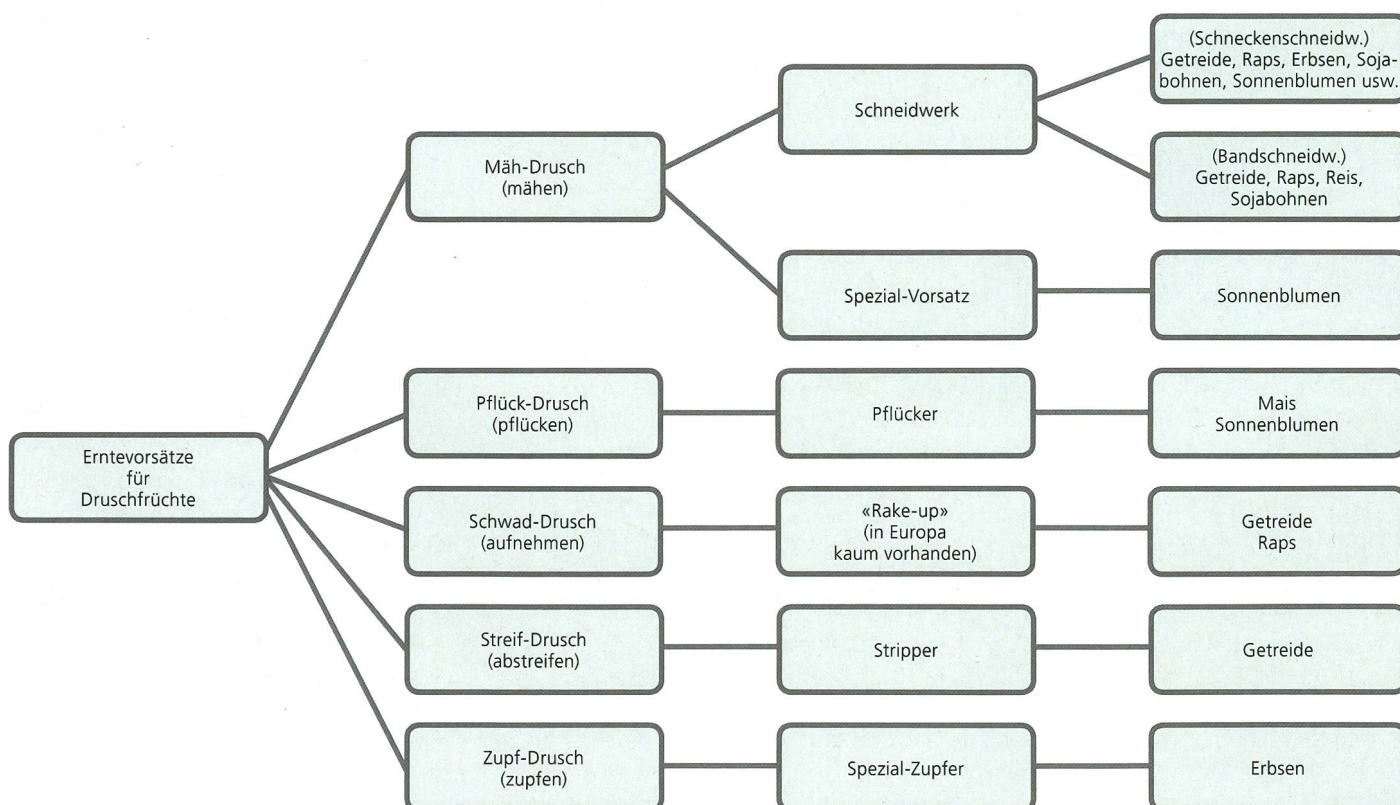 (Schneckenschneidw.)
Getreide, Raps, Erbsen, Soja-
bohnen, Sonnenblumen usw.
Schneidwerk
Mäh-Drusch
(mähen)
(Bandschneidw.)
Getreide, Raps, Reis,
Sojabohnen
Spezial-Vorsatz
Sonnenblumen
Pflück-Drusch
(pflücken)
Pflücker
Mais
Sonnenblumen
Erntevorsätze
für
Druschfrüchte
Schwad-Drusch
(aufnehmen)
«Rake-up»
(in Europa
kaum vorhanden)
Getreide
Raps
Streif-Drusch
(abstreifen)
Stripper
Getreide
Zupf-Drusch
(zupfen)
Spezial-Zupfer
Erbsen